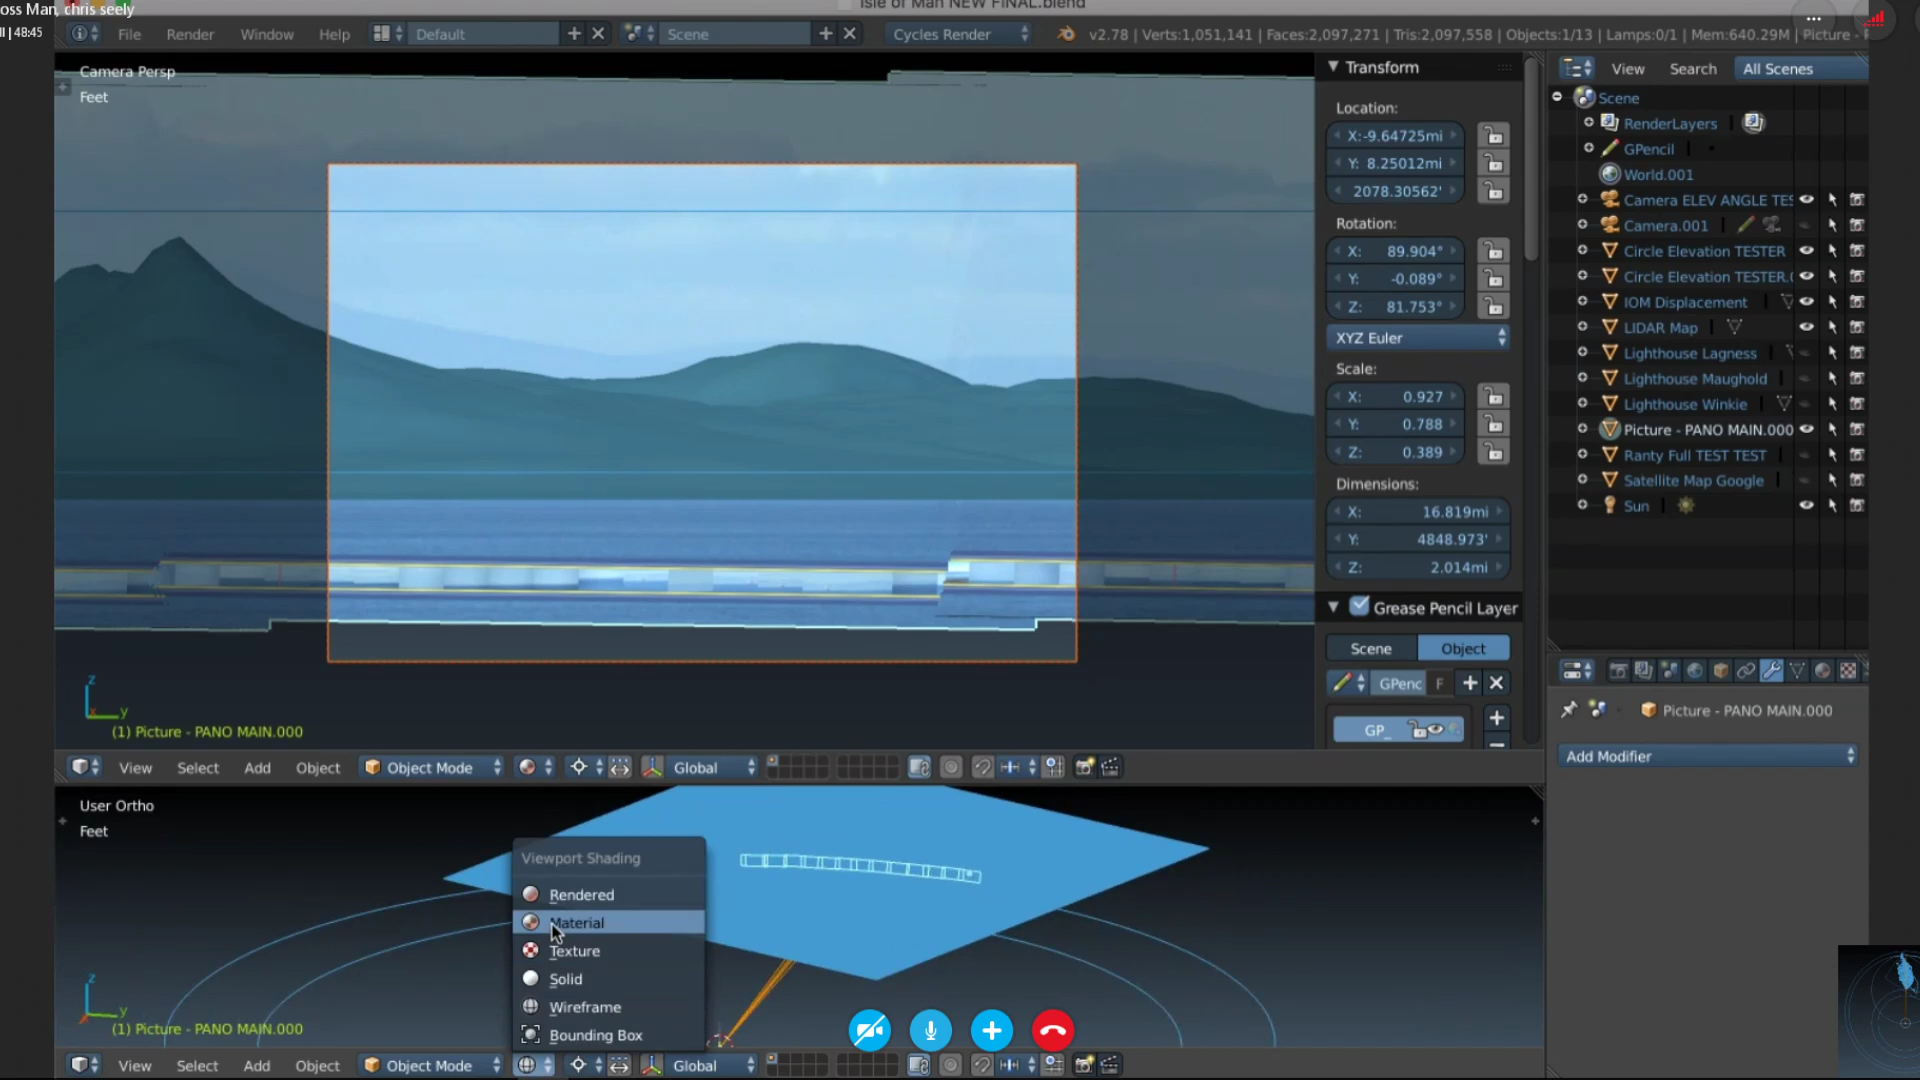 oss Man, chris seely
48:45
Isle of Man NEW FINAL.blend
File Render Window Help Default Scene Cycles Render v2.78 | Verts:1,051,141 | Faces:2,097,271 | Tris:2,097,558 | Objects:1/13 | Lamps:0/1 | Mem:640.29M | Picture -
Camera Persp
Feet
(1) Picture - PANO MAIN.000
Transform
Location:
X:-9.64725mi
Y: 8.25012mi
2078.30562'
Rotation:
X: 89.904°
Y: -0.089°
Z: 81.753°
XYZ Euler
Scale:
X: 0.927
Y: 0.788
Z: 0.389
Dimensions:
X: 16.819mi
Y: 4848.973'
Z: 2.014mi
Grease Pencil Layer
Scene Object
GPenc F
GP_
View Search All Scenes
Scene
RenderLayers
GPencil
World.001
Camera ELEV ANGLE TES
Camera.001
Circle Elevation TESTER
Circle Elevation TESTER.
IOM Displacement
LIDAR Map
Lighthouse Lagness
Lighthouse Maughold
Lighthouse Winkie
Picture - PANO MAIN.000
Ranty Full TEST TEST
Satellite Map Google
Sun
Picture - PANO MAIN.000
Add Modifier
View Select Add Object Object Mode Global
User Ortho
Feet
Viewport Shading
Rendered
Material
Texture
Solid
Wireframe
Bounding Box
(1) Picture - PANO MAIN.000
View Select Add Object Object Mode Global